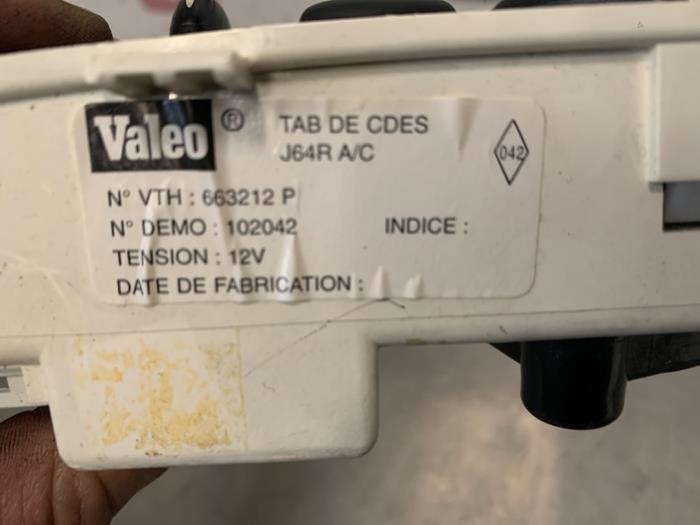 Valeo ® TAB DE CDES
J64R A/C
042
N° VTH : 663212 P
N° DEMO : 102042 INDICE :
TENSION : 12V
DATE DE FABRICATION :